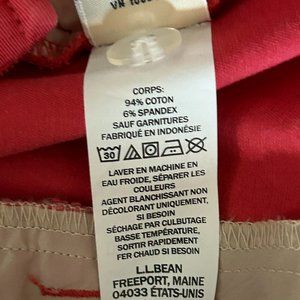 CORPS:
94% COTON
6% SPANDEX
SAUF GARNITURES
FABRIQUÉ EN INDONÉSIE
30
LAVER EN MACHINE EN
EAU FROIDE, SÉPARER LES
COULEURS
AGENT BLANCHISSANT NON
DÉCOLORANT UNIQUEMENT,
SI BESOIN
SÉCHAGE PAR CULBUTAGE
BASSE TEMPÉRATURE,
SORTIR RAPIDEMENT
FER CHAUD SI BESOIN
L.L.BEAN
FREEPORT, MAINE
04033 ÉTATS-UNIS